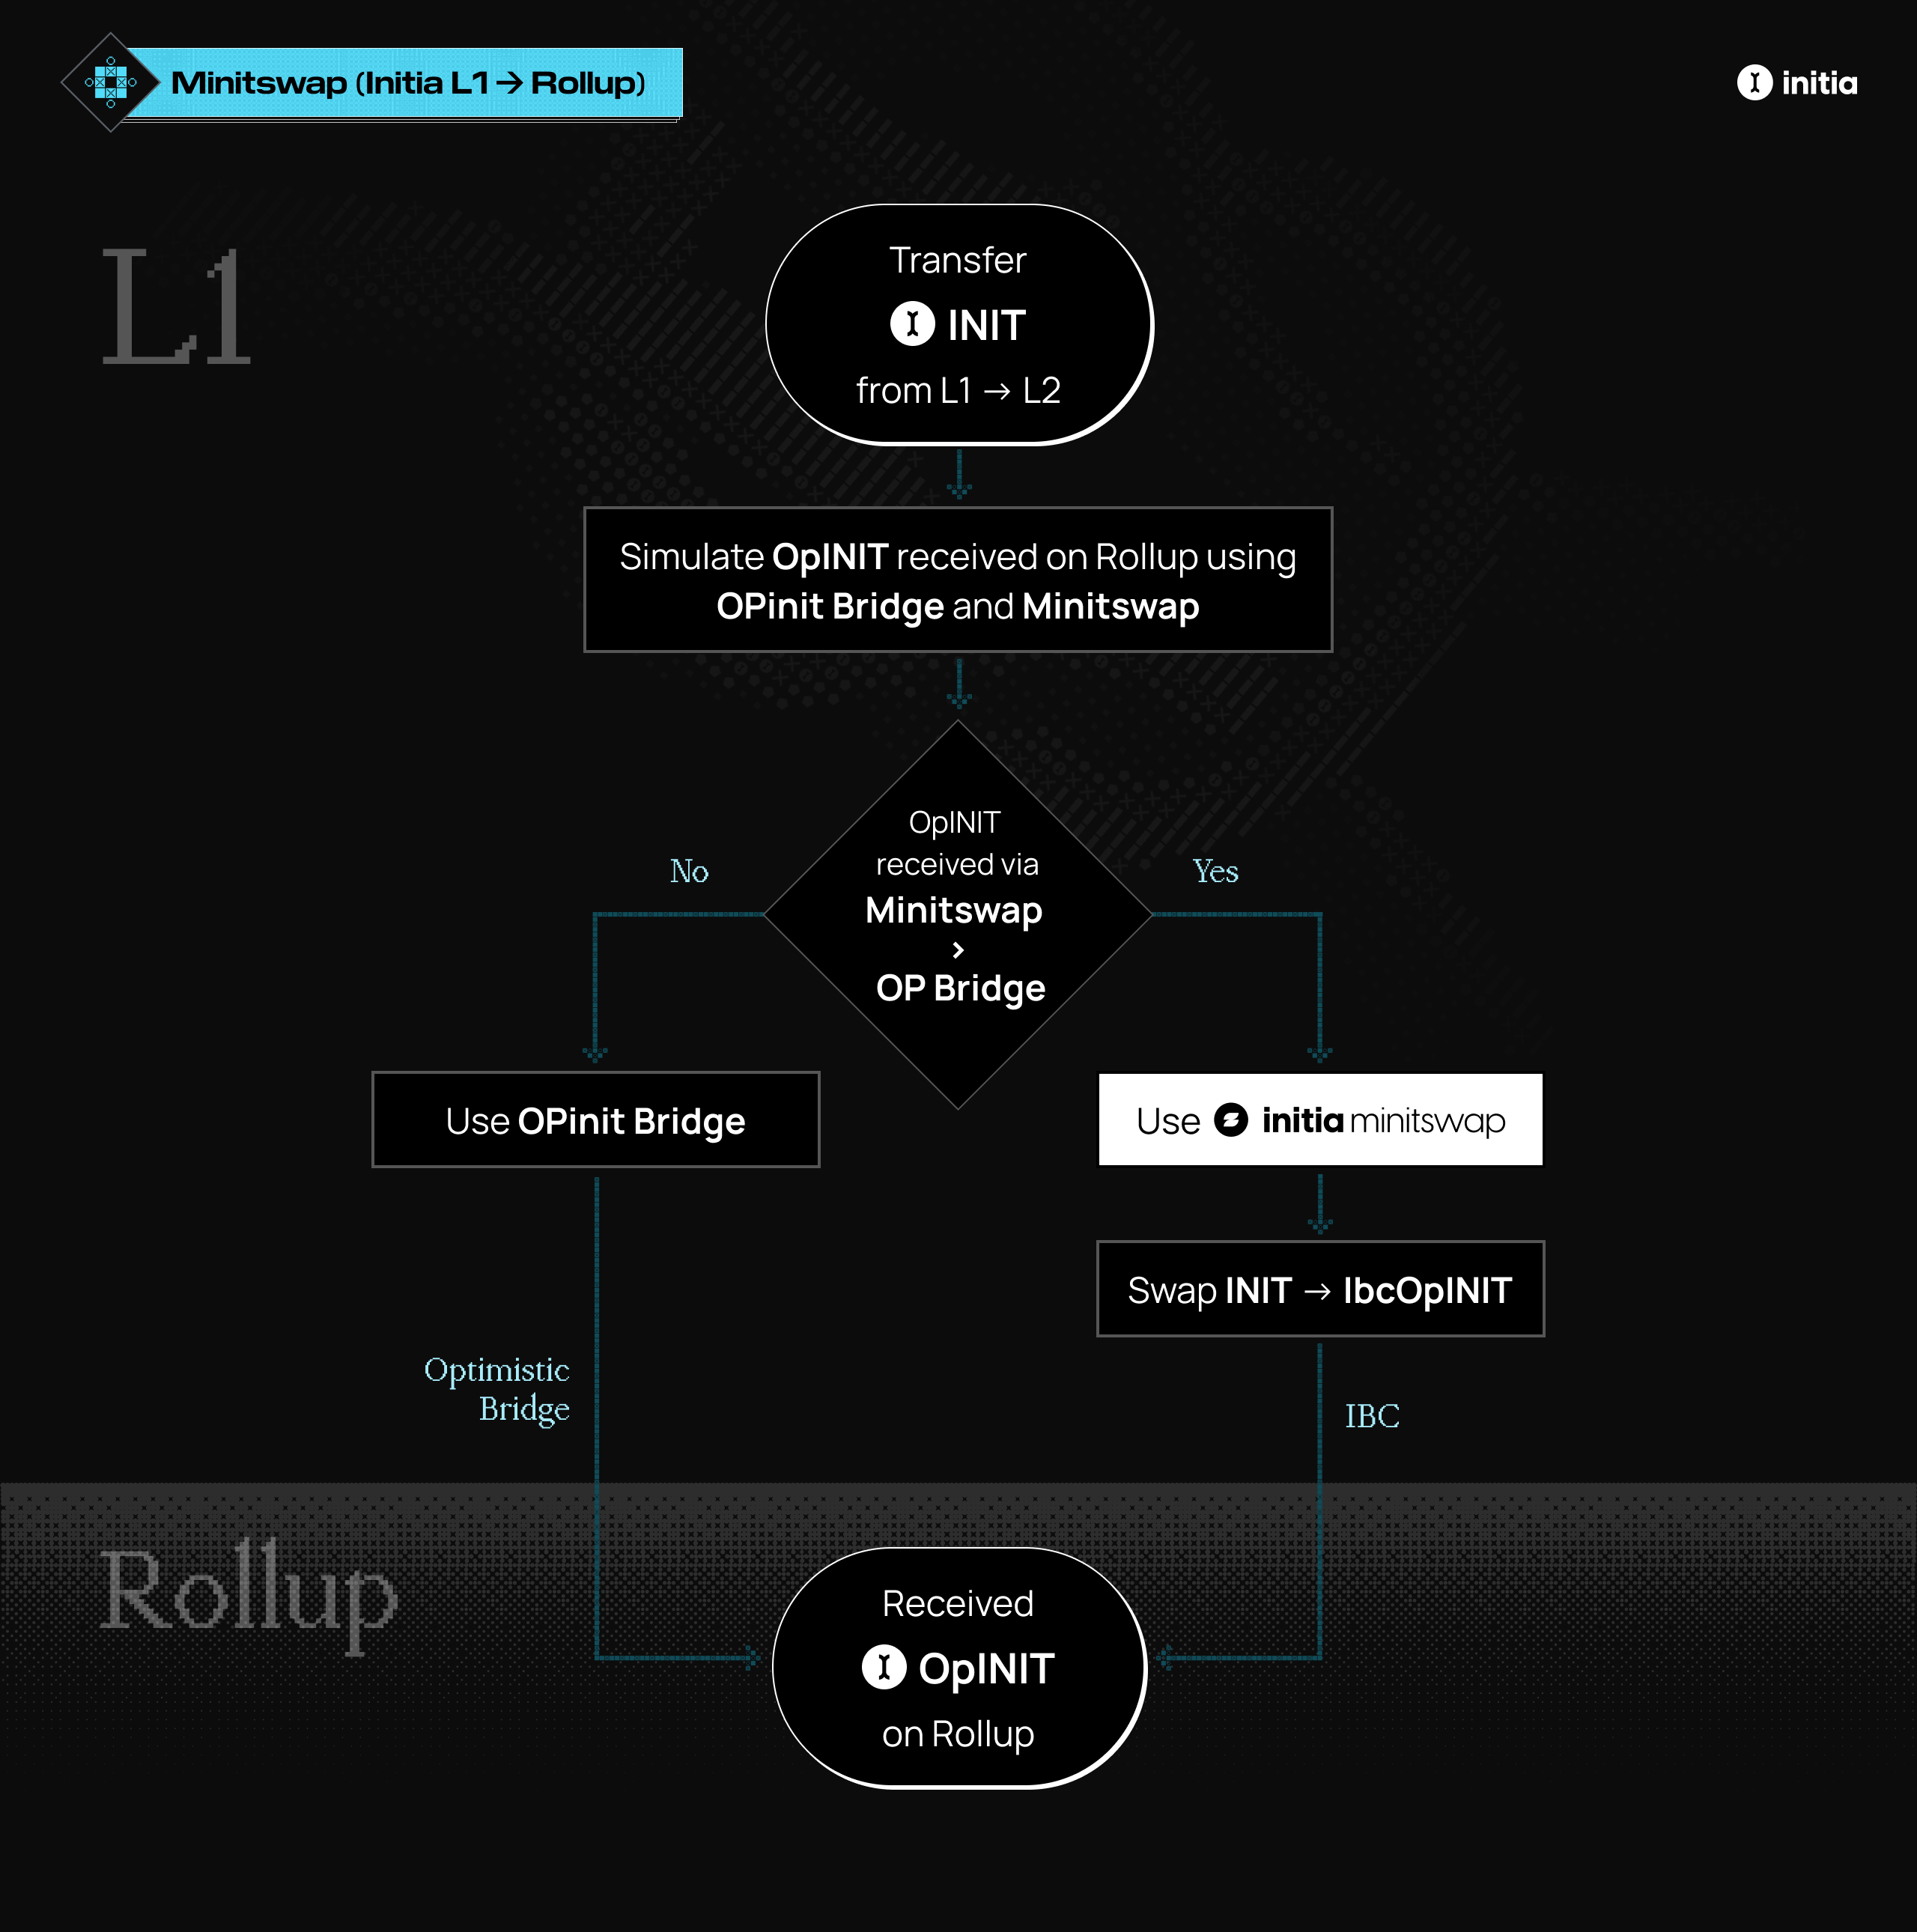 Minitswap (Initia L1 → Rollup)
initia
L1
Transfer
INIT
from L1 → L2
Simulate OpINIT received on Rollup using
OPinit Bridge and Minitswap
OpINIT
received via
Minitswap
>
OP Bridge
No
Yes
Use OPinit Bridge
Use initia minitswap
Swap INIT → IbcOpINIT
Optimistic
Bridge
IBC
Rollup
Received
OpINIT
on Rollup